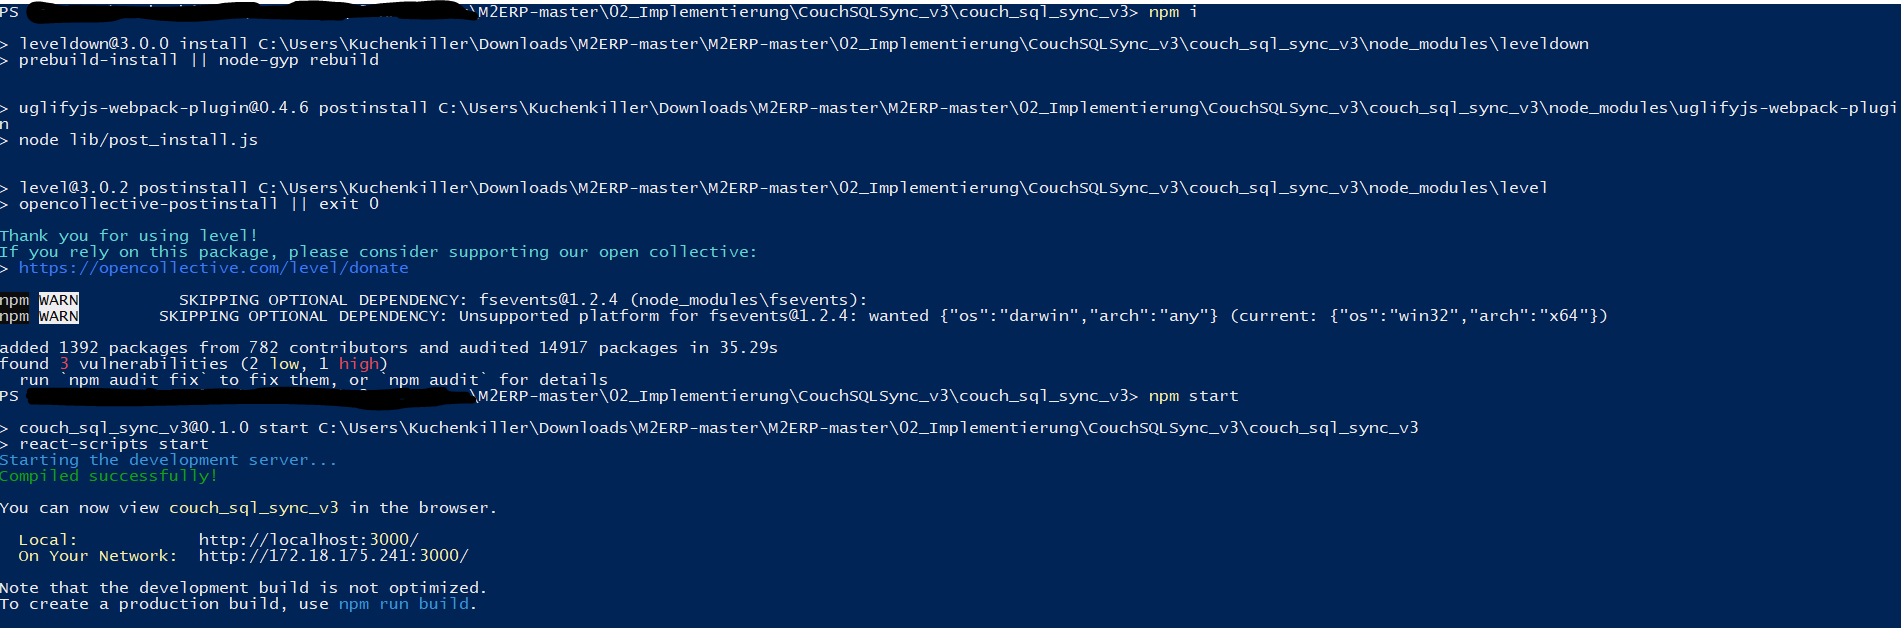 PS \M2ERP-master\02_Implementierung\CouchSQLSync_v3\couch_sql_sync_v3> npm i
> leveldown@3.0.0 install C:\Users\Kuchenkiller\Downloads\M2ERP-master\M2ERP-master\02_Implementierung\CouchSQLSync_v3\couch_sql_sync_v3\node_modules\leveldown
> prebuild-install || node-gyp rebuild
> uglifyjs-webpack-plugin@0.4.6 postinstall C:\Users\Kuchenkiller\Downloads\M2ERP-master\M2ERP-master\02_Implementierung\CouchSQLSync_v3\couch_sql_sync_v3\node_modules\uglifyjs-webpack-plugi
n
> node lib/post_install.js
> level@3.0.2 postinstall C:\Users\Kuchenkiller\Downloads\M2ERP-master\M2ERP-master\02_Implementierung\CouchSQLSync_v3\couch_sql_sync_v3\node_modules\level
> opencollective-postinstall || exit 0
Thank you for using level!
If you rely on this package, please consider supporting our open collective:
> https://opencollective.com/level/donate
npm WARN SKIPPING OPTIONAL DEPENDENCY: fsevents@1.2.4 (node_modules\fsevents):
npm WARN SKIPPING OPTIONAL DEPENDENCY: Unsupported platform for fsevents@1.2.4: wanted {"os":"darwin","arch":"any"} (current: {"os":"win32","arch":"x64"})
added 1392 packages from 782 contributors and audited 14917 packages in 35.29s
found 3 vulnerabilities (2 low, 1 high)
run `npm audit fix` to fix them, or `npm audit` for details
PS \M2ERP-master\02_Implementierung\CouchSQLSync_v3\couch_sql_sync_v3> npm start
> couch_sql_sync_v3@0.1.0 start C:\Users\Kuchenkiller\Downloads\M2ERP-master\M2ERP-master\02_Implementierung\CouchSQLSync_v3\couch_sql_sync_v3
> react-scripts start
Starting the development server...
Compiled successfully!
You can now view couch_sql_sync_v3 in the browser.
Local: http://localhost:3000/
On Your Network: http://172.18.175.241:3000/
Note that the development build is not optimized.
To create a production build, use npm run build.